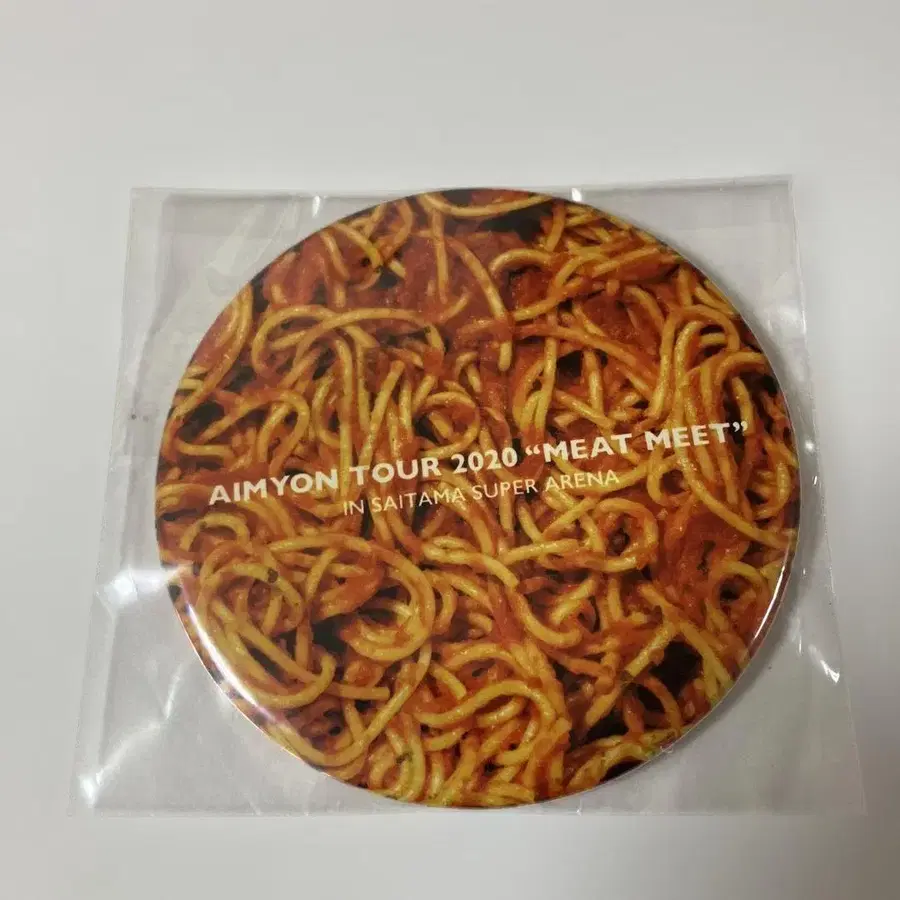 AIMYON TOUR 2020 “MEAT MEET”
IN SAITAMA SUPER ARENA